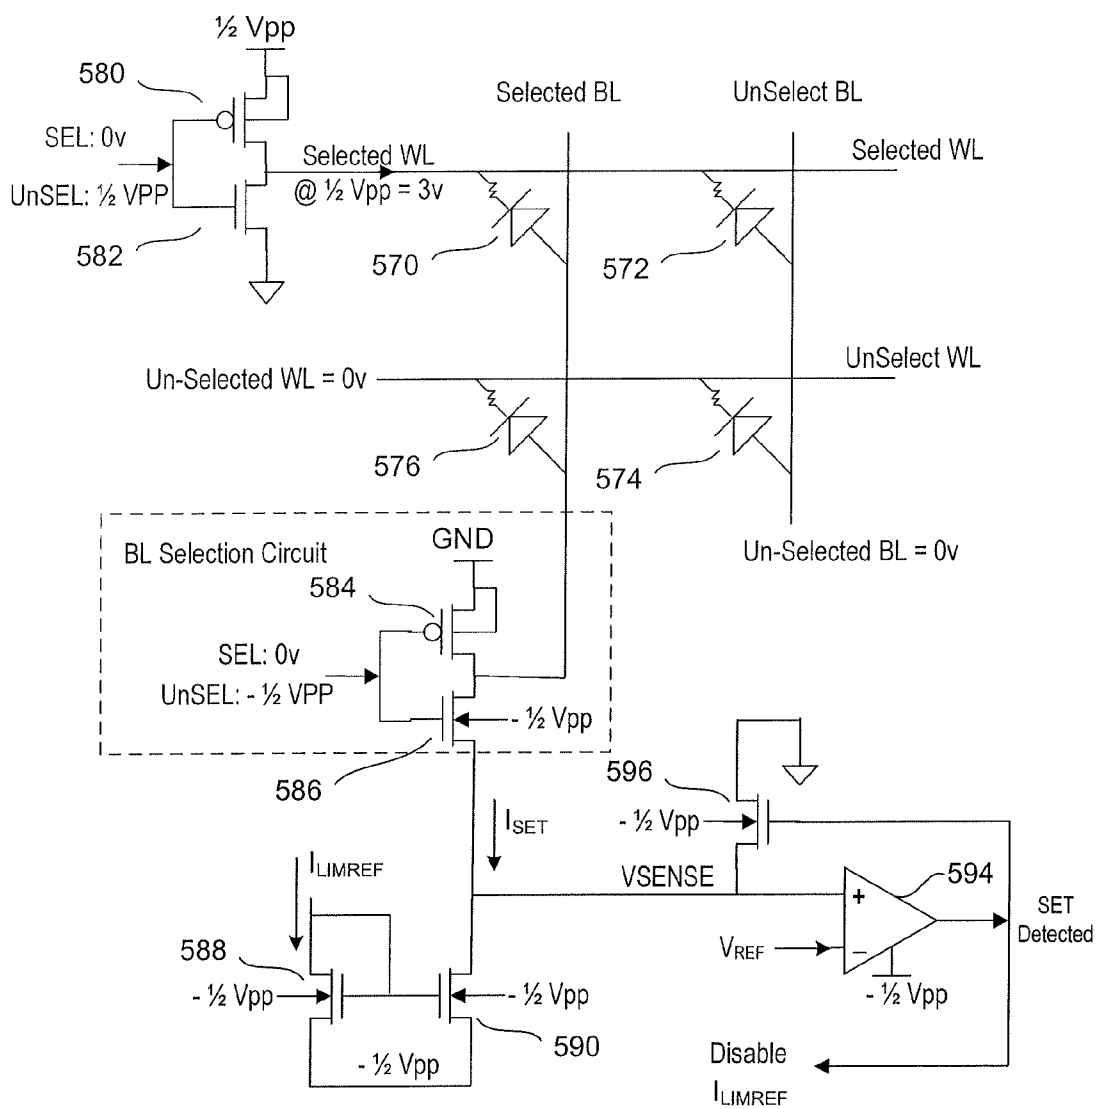 ½ Vpp
580
Selected BL
UnSelect BL
SEL: 0v
Selected WL
Selected WL
UnSEL: ½ VPP
@ ½ Vpp = 3v
582
570
572
Un-Selected WL = 0v
UnSelect WL
576
574
BL Selection Circuit
GND
Un-Selected BL = 0v
584
SEL: 0v
UnSEL: - ½ VPP
- ½ Vpp
586
596
- ½ Vpp
ISET
ILIMREF
VSENSE
594
+
SET
Detected
VREF
–
588
- ½ Vpp
- ½ Vpp
- ½ Vpp
590
- ½ Vpp
Disable
ILIMREF